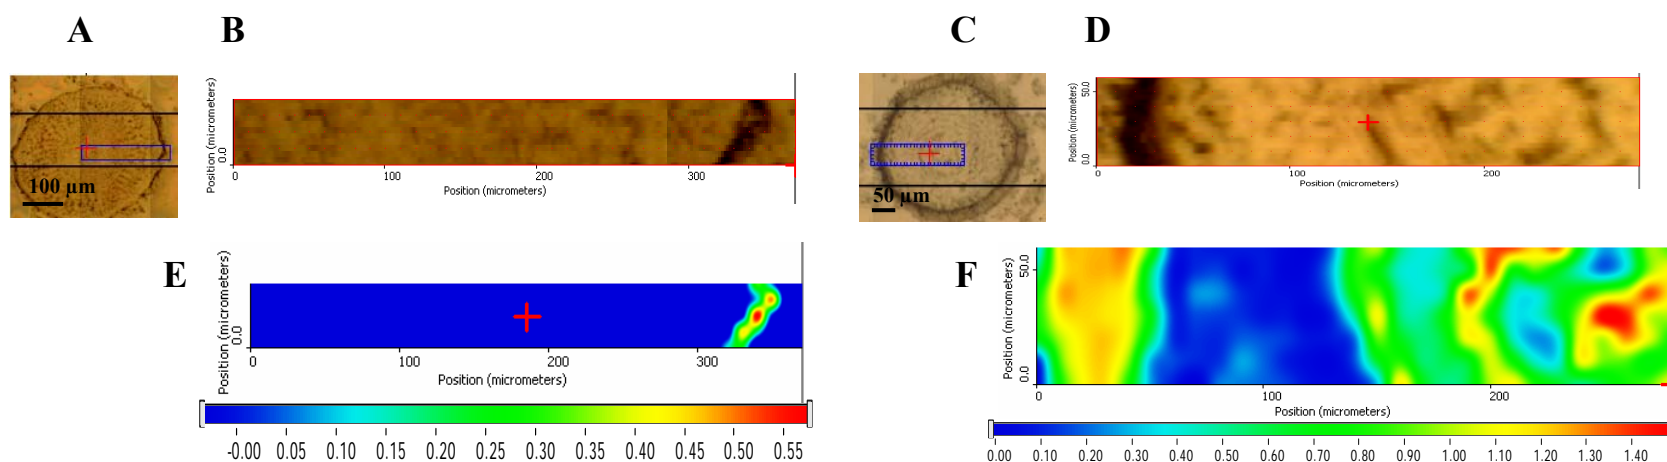 A
B
C
D
100 µm
Position (micrometers)
0.0
0
100
200
300
Position (micrometers)
50 µm
Position (micrometers)
50.0
0.0
0
100
200
Position (micrometers)
E
Position (micrometers)
0.0
0
100
200
300
Position (micrometers)
-0.00 0.05 0.10 0.15 0.20 0.25 0.30 0.35 0.40 0.45 0.50 0.55
F
Position (micrometers)
50.0
0.0
0
100
200
Position (micrometers)
0.00 0.10 0.20 0.30 0.40 0.50 0.60 0.70 0.80 0.90 1.00 1.10 1.20 1.30 1.40